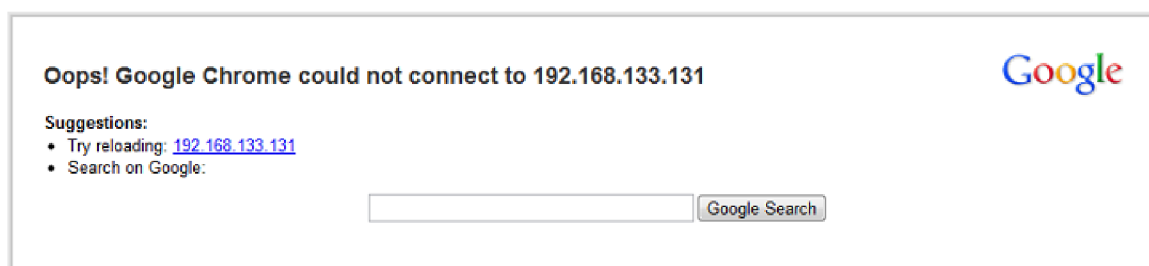 Oops! Google Chrome could not connect to 192.168.133.131
Google
Suggestions:
• Try reloading: 192.168.133.131
• Search on Google:
Google Search